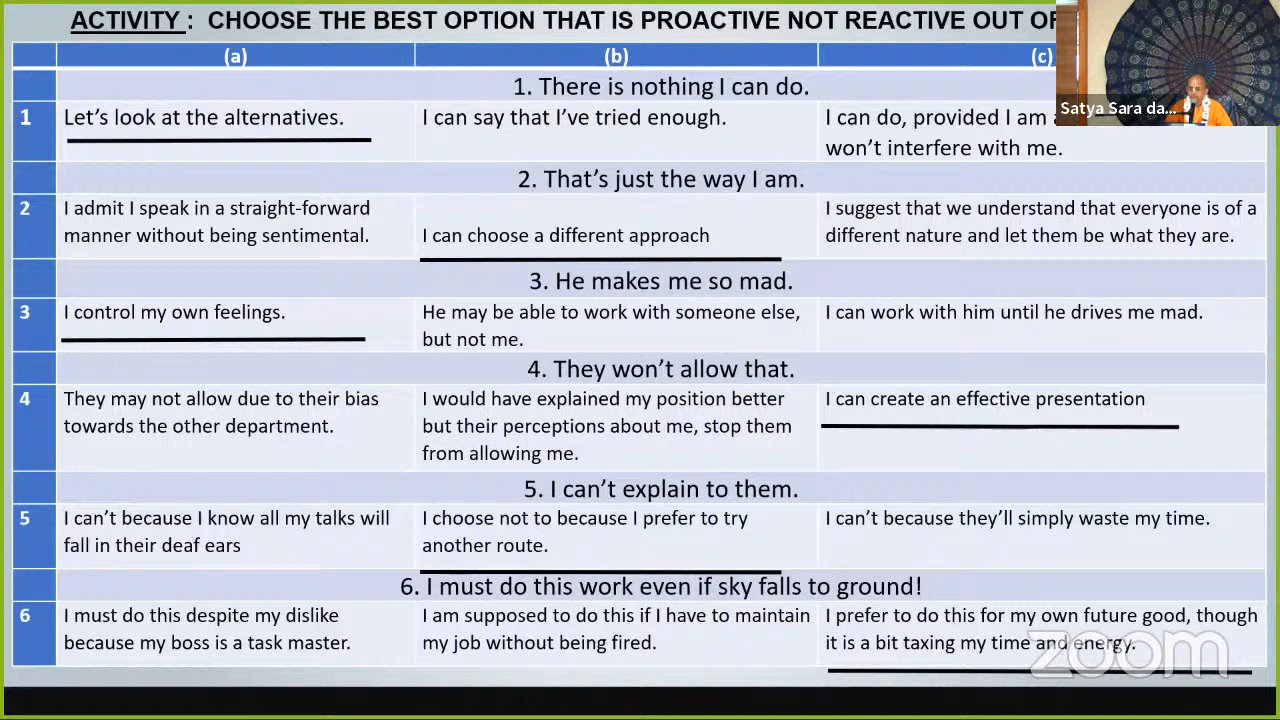 ACTIVITY : CHOOSE THE BEST OPTION THAT IS PROACTIVE NOT REACTIVE OUT OF
(a) (b) (c)
1. There is nothing I can do.
1
Let's look at the alternatives.
I can say that I've tried enough.
I can do, provided I am
won't interfere with me.
2. That's just the way I am.
2
I admit I speak in a straight-forward
manner without being sentimental.
I can choose a different approach
I suggest that we understand that everyone is of a
different nature and let them be what they are.
3. He makes me so mad.
3
I control my own feelings.
He may be able to work with someone else,
but not me.
I can work with him until he drives me mad.
4. They won't allow that.
4
They may not allow due to their bias
towards the other department.
I would have explained my position better
but their perceptions about me, stop them
from allowing me.
I can create an effective presentation
5. I can't explain to them.
5
I can't because I know all my talks will
fall in their deaf ears
I choose not to because I prefer to try
another route.
I can't because they'll simply waste my time.
6. I must do this work even if sky falls to ground!
6
I must do this despite my dislike
because my boss is a task master.
I am supposed to do this if I have to maintain
my job without being fired.
I prefer to do this for my own future good, though
it is a bit taxing my time and energy.
Satya Sara da...
zoom